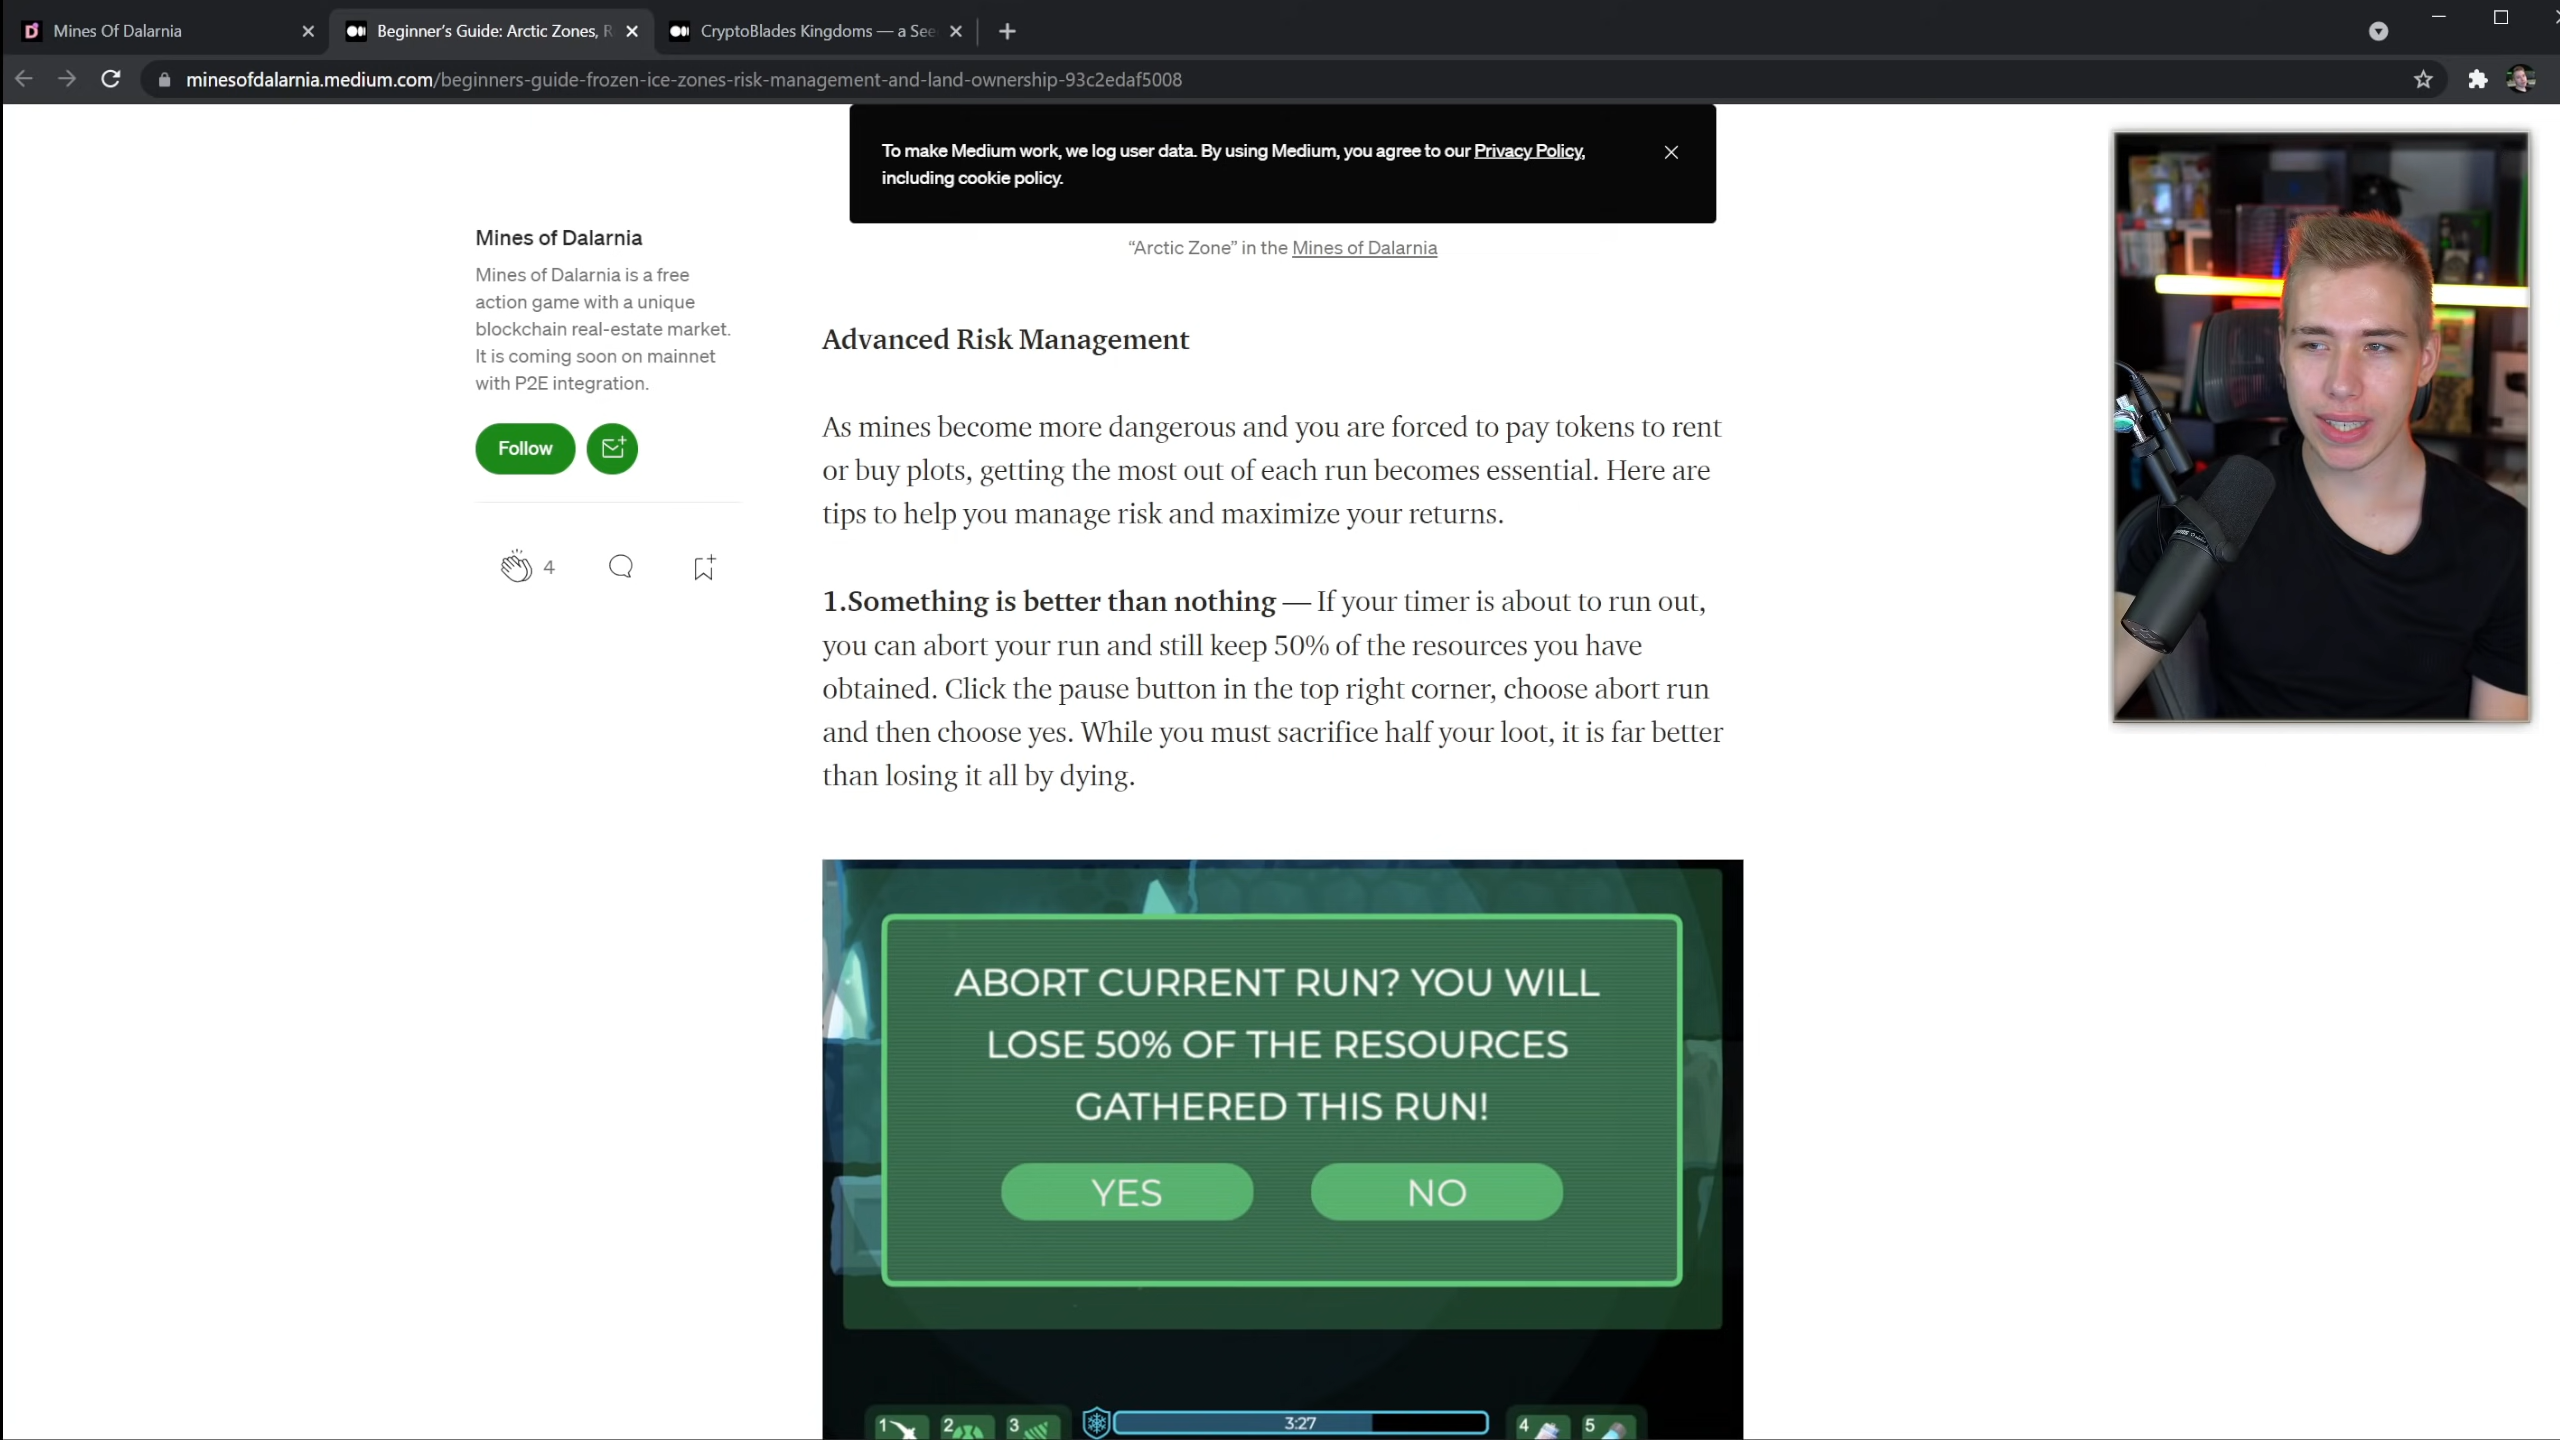 Mines Of Dalarnia
Beginner's Guide: Arctic Zones, R
CryptoBlades Kingdoms — a See
minesofdalarnia.medium.com/beginners-guide-frozen-ice-zones-risk-management-and-land-ownership-93c2edaf5008
To make Medium work, we log user data. By using Medium, you agree to our Privacy Policy,
including cookie policy.
Mines of Dalarnia
Mines of Dalarnia is a free
action game with a unique
blockchain real-estate market.
It is coming soon on mainnet
with P2E integration.
Follow
4
“Arctic Zone” in the Mines of Dalarnia
Advanced Risk Management
As mines become more dangerous and you are forced to pay tokens to rent
or buy plots, getting the most out of each run becomes essential. Here are
tips to help you manage risk and maximize your returns.
1.Something is better than nothing — If your timer is about to run out,
you can abort your run and still keep 50% of the resources you have
obtained. Click the pause button in the top right corner, choose abort run
and then choose yes. While you must sacrifice half your loot, it is far better
than losing it all by dying.
ABORT CURRENT RUN? YOU WILL
LOSE 50% OF THE RESOURCES
GATHERED THIS RUN!
YES NO
1 2 3 3:27 4 5